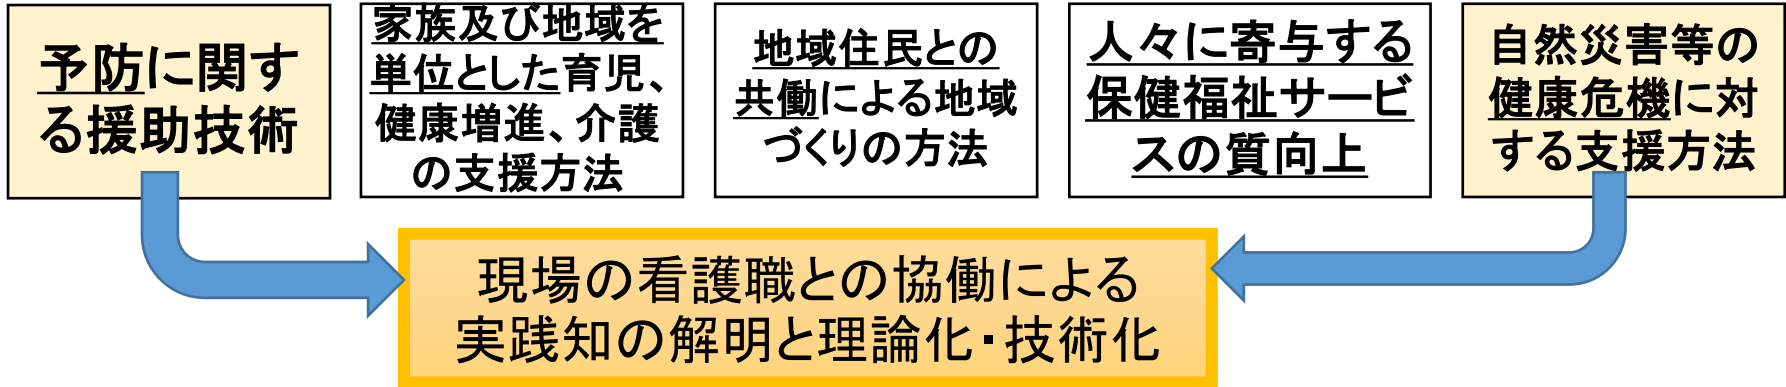 予防に関す
る援助技術
家族及び地域を
単位とした育児、
健康増進、介護
の支援方法
地域住民との
共働による地域
づくりの方法
人々に寄与する
保健福祉サービ
スの質向上
自然災害等の
健康危機に対
する支援方法
現場の看護職との協働による
実践知の解明と理論化・技術化